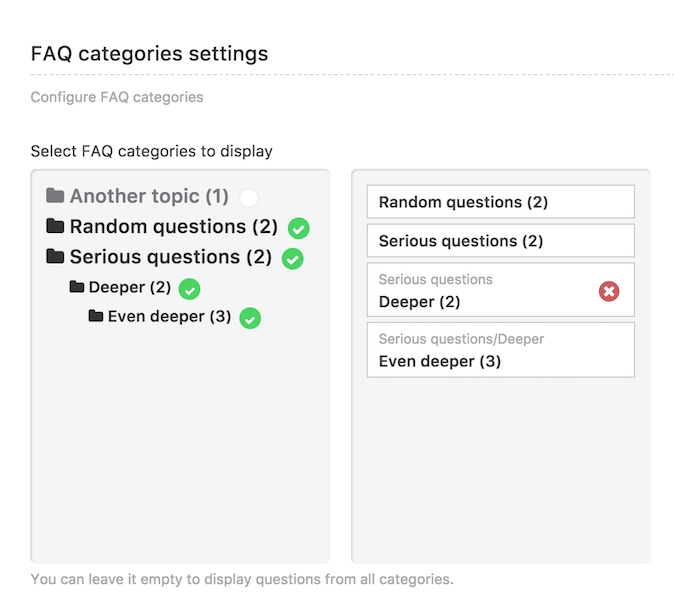 FAQ categories settings
Configure FAQ categories
Select FAQ categories to display
Another topic (1)
Random questions (2)
Serious questions (2)
Deeper (2)
Even deeper (3)
Random questions (2)
Serious questions (2)
Serious questions
Deeper (2)
Serious questions/Deeper
Even deeper (3)
You can leave it empty to display questions from all categories.